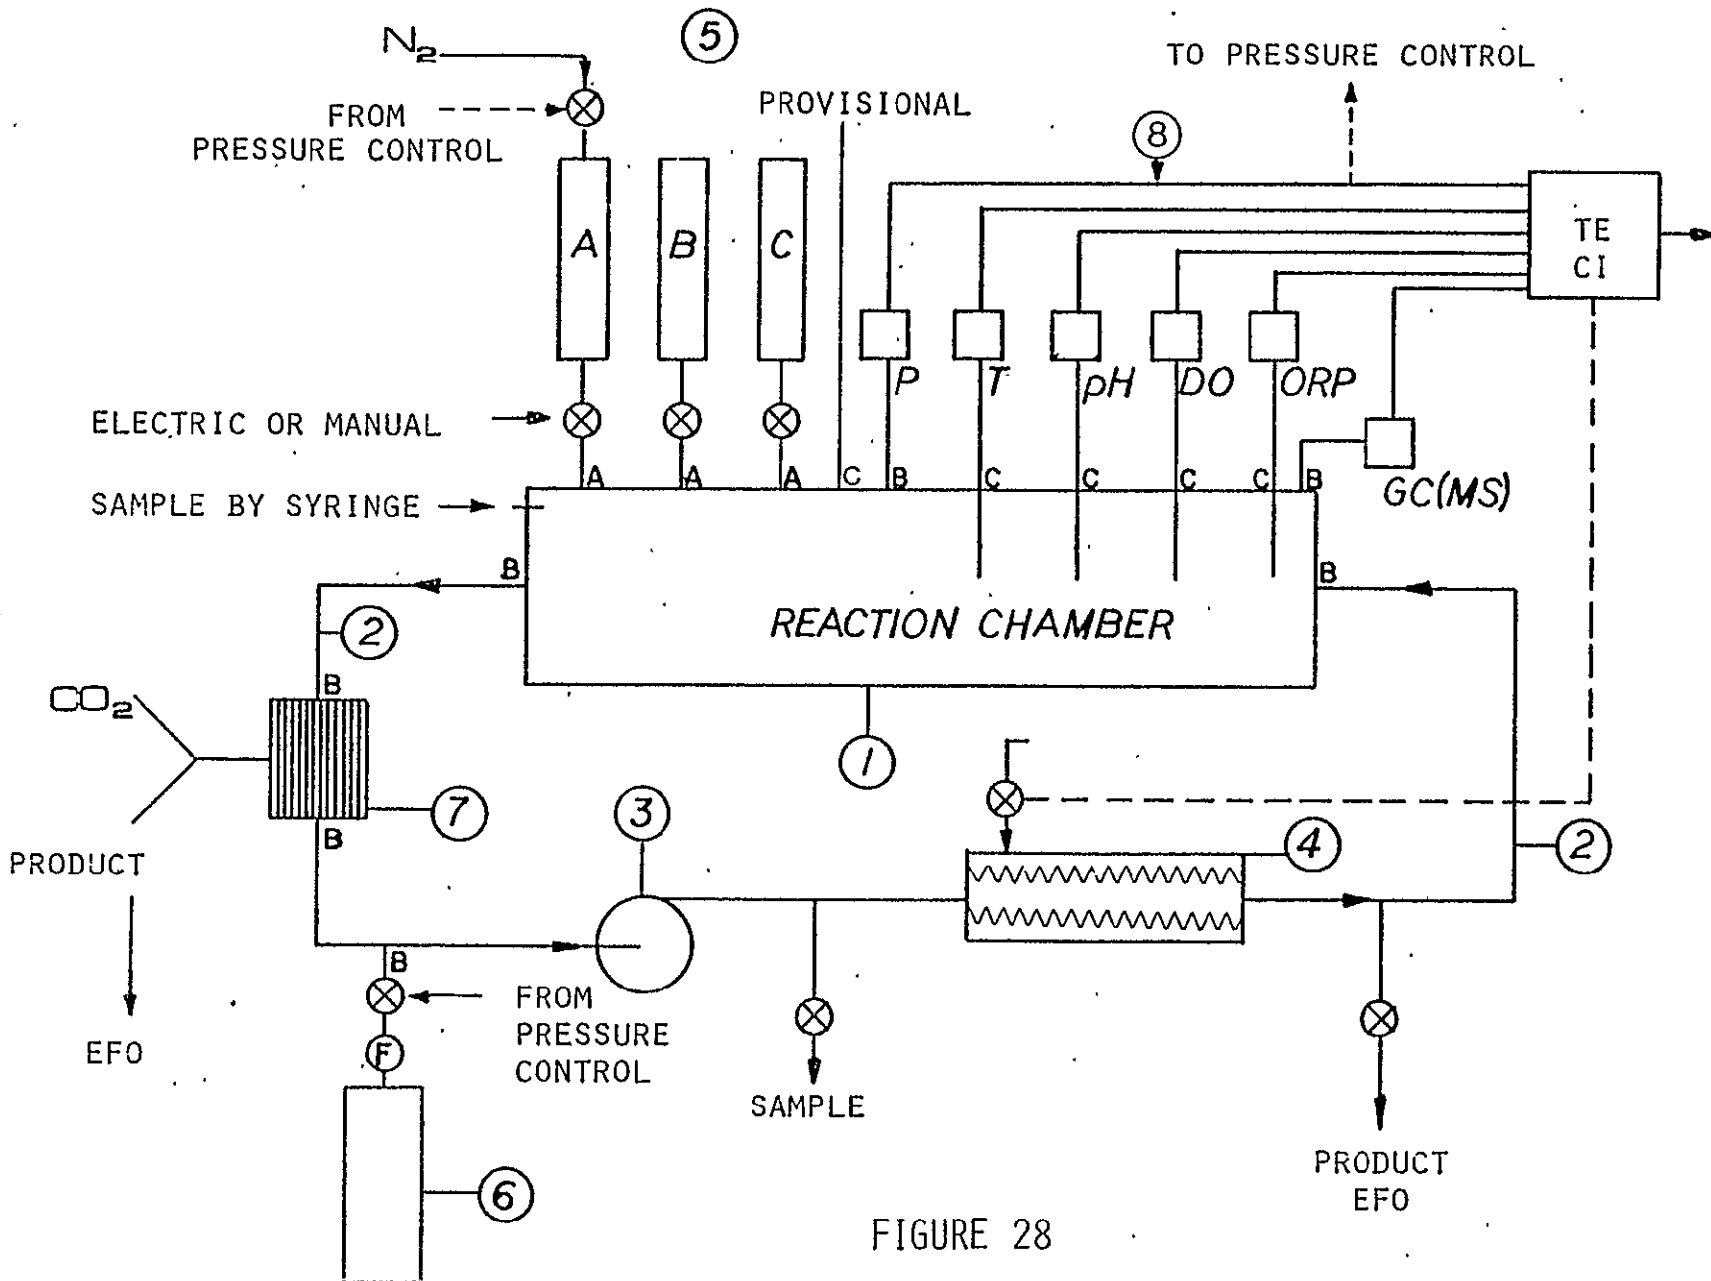 N2
5
TO PRESSURE CONTROL
FROM
PRESSURE CONTROL
PROVISIONAL
8
A
B
C
TE
CI
P
T
pH
DO
ORP
ELECTRIC OR MANUAL
GC(MS)
A
A
A
C
B
C
C
C
C
B
SAMPLE BY SYRINGE
B
B
REACTION CHAMBER
2
B
CO2
1
7
3
B
4
2
PRODUCT
B
FROM
PRESSURE
CONTROL
EFO
F
SAMPLE
PRODUCT
EFO
6
FIGURE 28